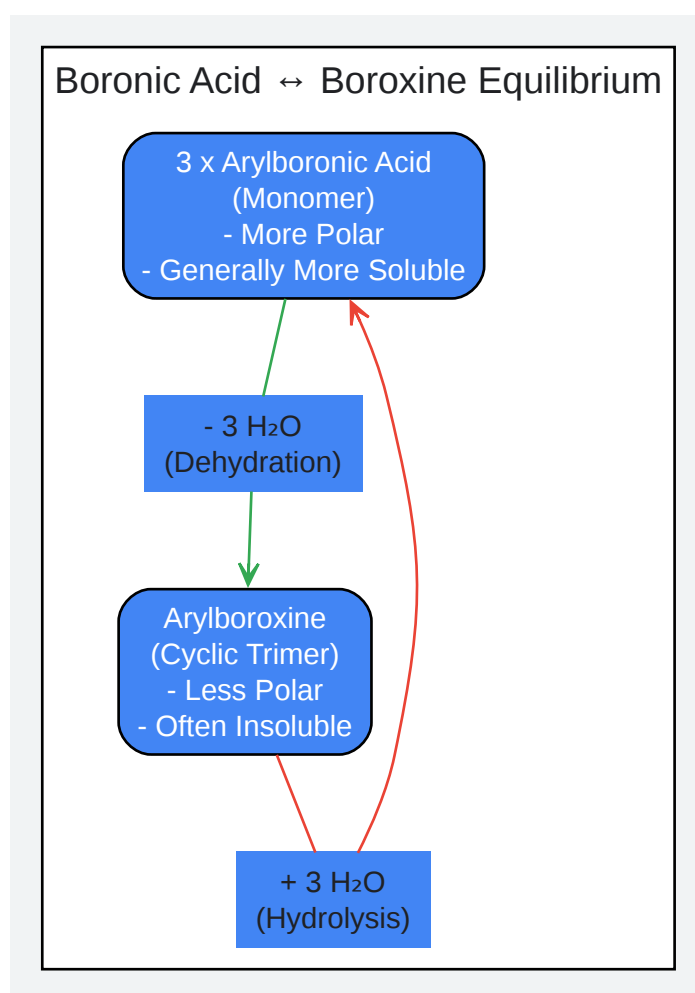 Boronic Acid ↔ Boroxine Equilibrium
3 x Arylboronic Acid
(Monomer)
- More Polar
- Generally More Soluble
- 3 H₂O
(Dehydration)
Arylboroxine
(Cyclic Trimer)
- Less Polar
- Often Insoluble
+ 3 H₂O
(Hydrolysis)